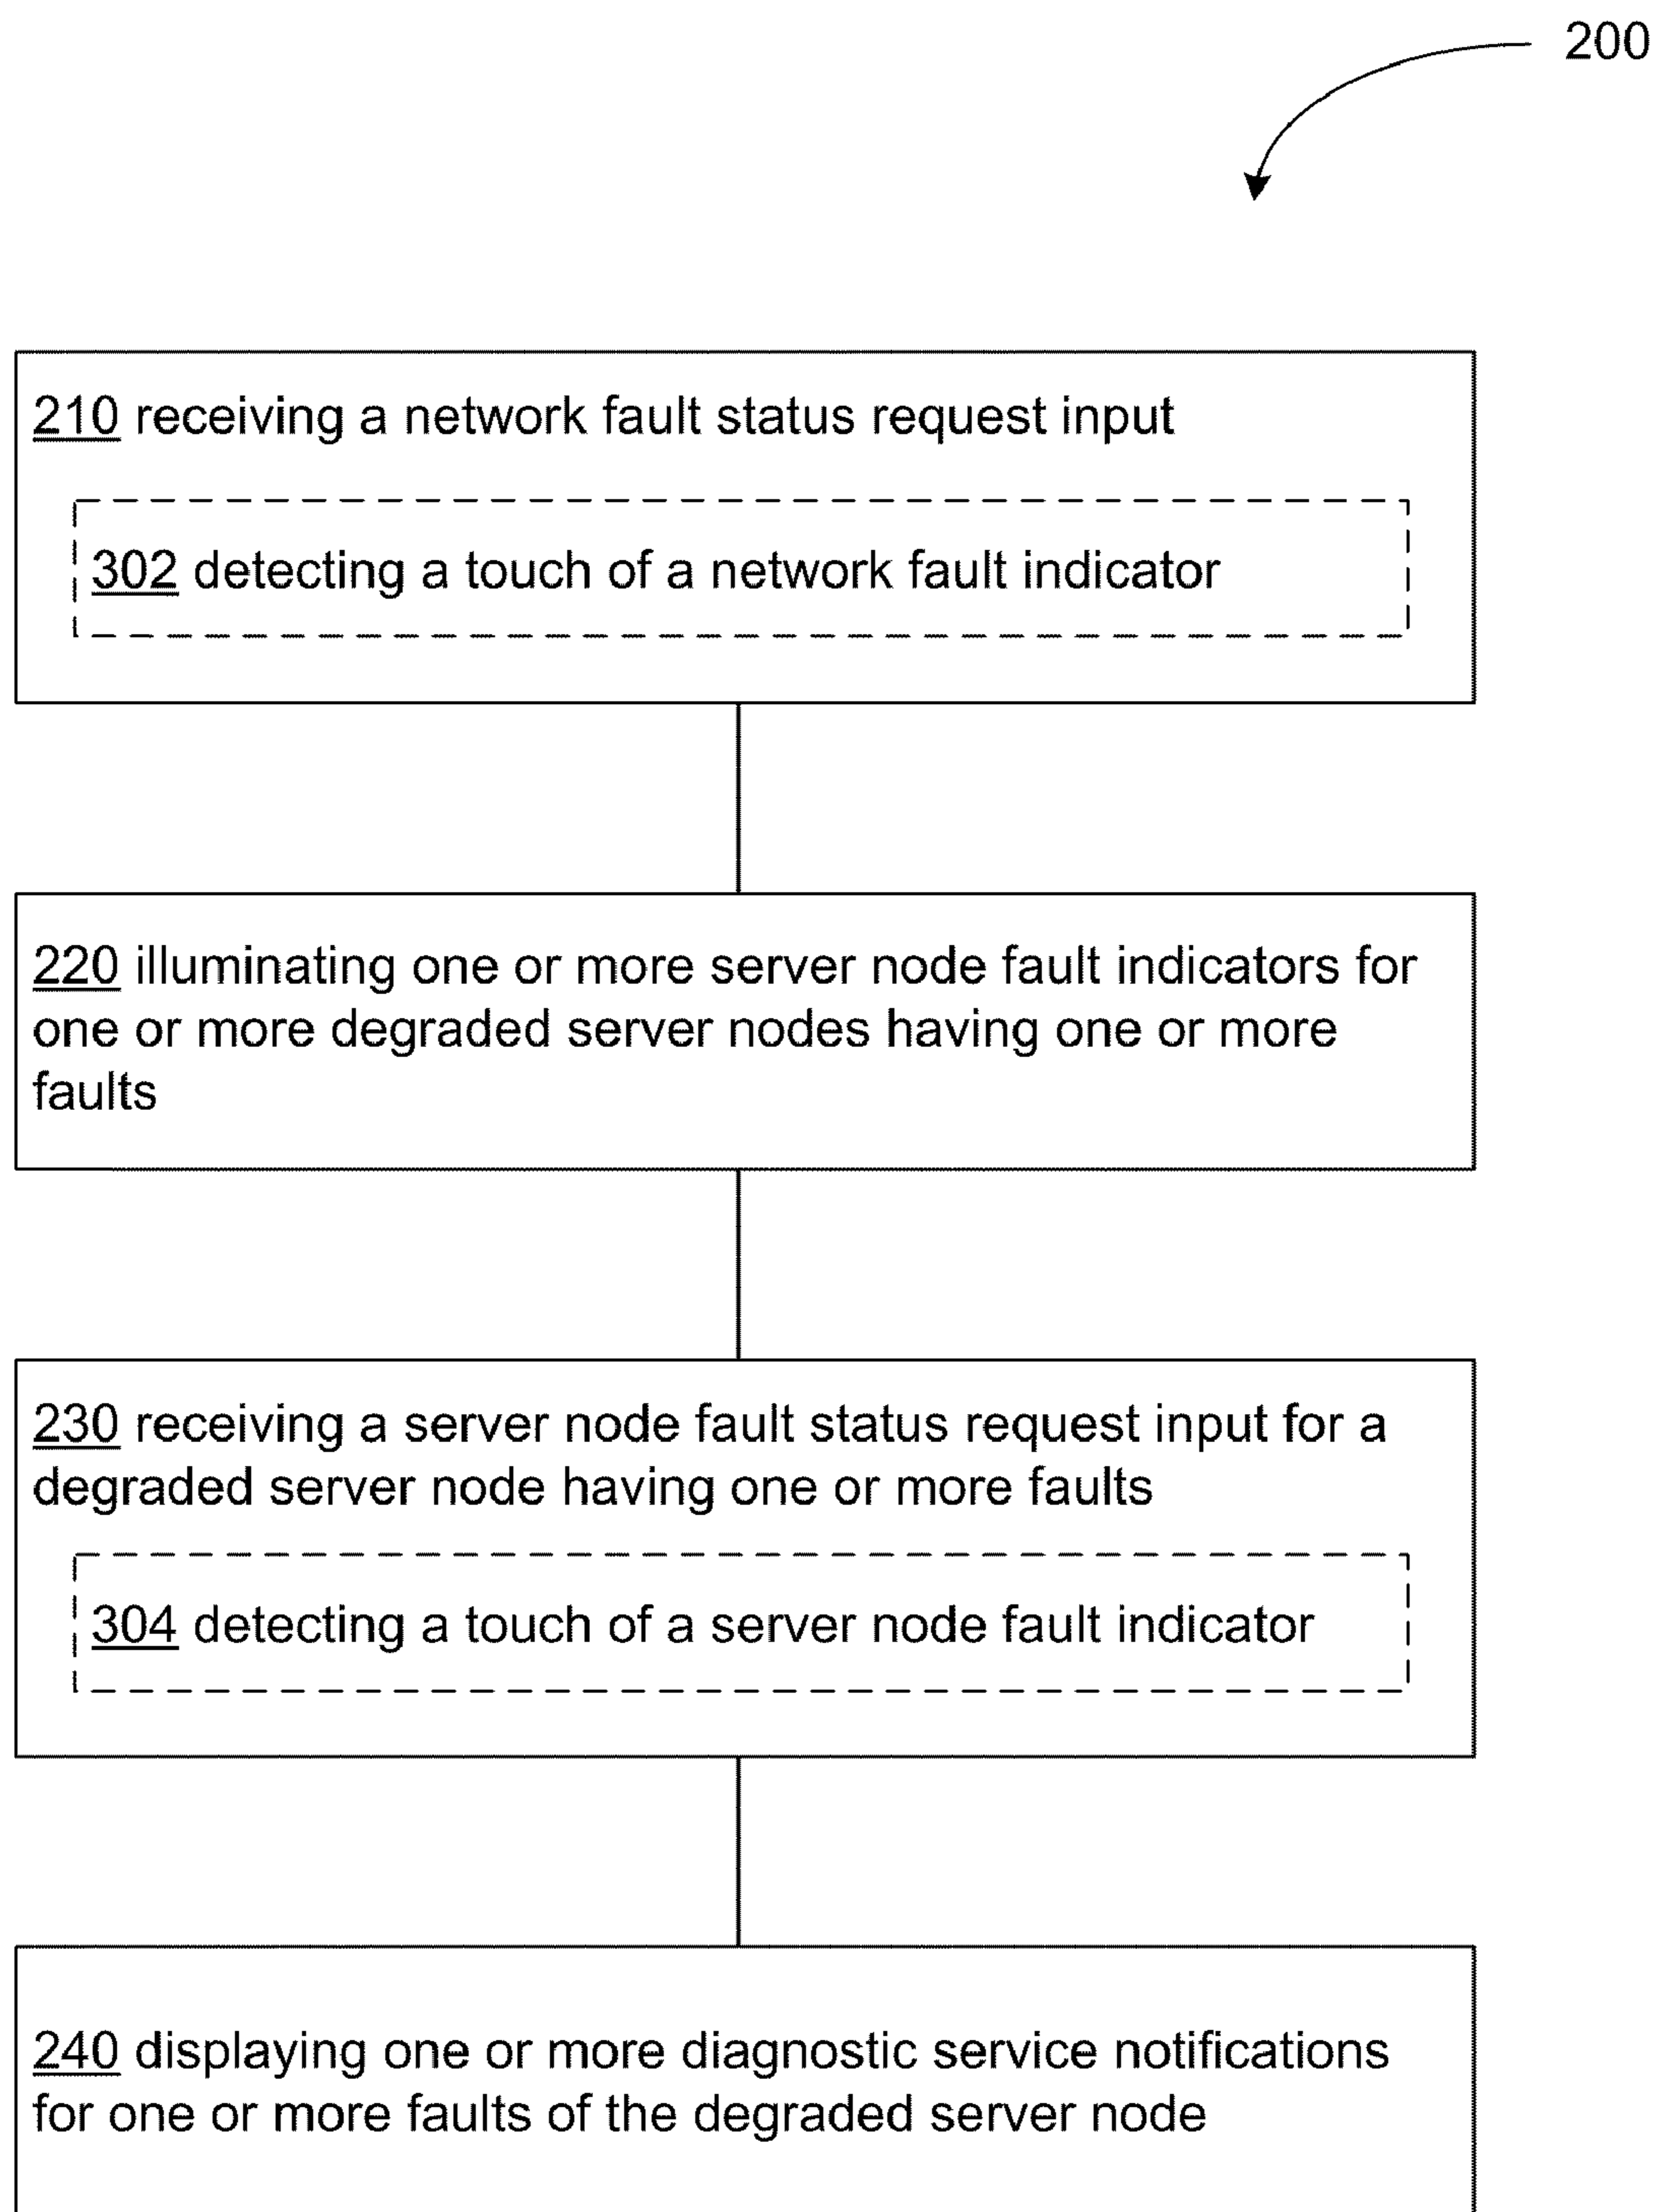 200
210 receiving a network fault status request input
302 detecting a touch of a network fault indicator
220 illuminating one or more server node fault indicators for
one or more degraded server nodes having one or more
faults
230 receiving a server node fault status request input for a
degraded server node having one or more faults
304 detecting a touch of a server node fault indicator
240 displaying one or more diagnostic service notifications
for one or more faults of the degraded server node